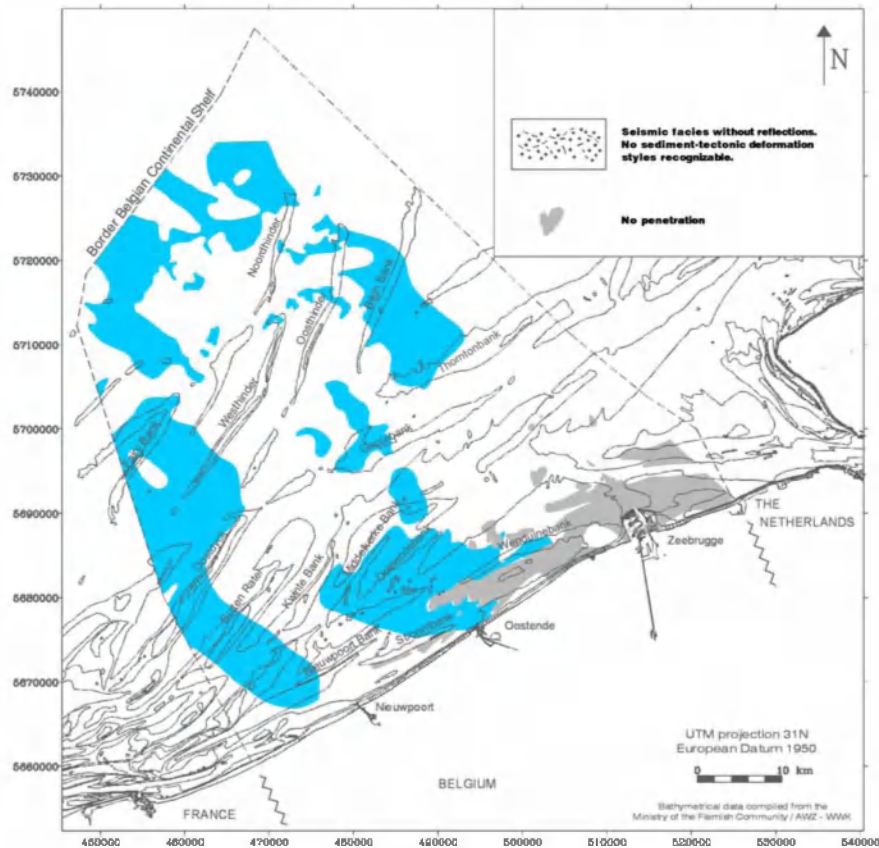 N
Seismic facies without reflections.
No sediment-tectonic deformation
styles recognizable.
No penetration
5740000
5730000
5720000
5710000
5700000
5690000
5680000
5670000
5660000
Border Belgian Continental Shelf
Noordhinder
Oosthinder
Bligh Bank
Westhinder
Thorntonbank
Bank
Wenduinebank
Kwinte Bank
Buiten Ratel
Nieuwpoort Bank
Stroombank
THE
NETHERLANDS
Zeebrugge
Oostende
Nieuwpoort
BELGIUM
FRANCE
UTM projection 31N
European Datum 1950
0 10 km
Bathymetrical data compiled from the
Ministry of the Flemish Community / AWZ - WWK
450000 460000 470000 480000 490000 500000 510000 520000 530000 540000